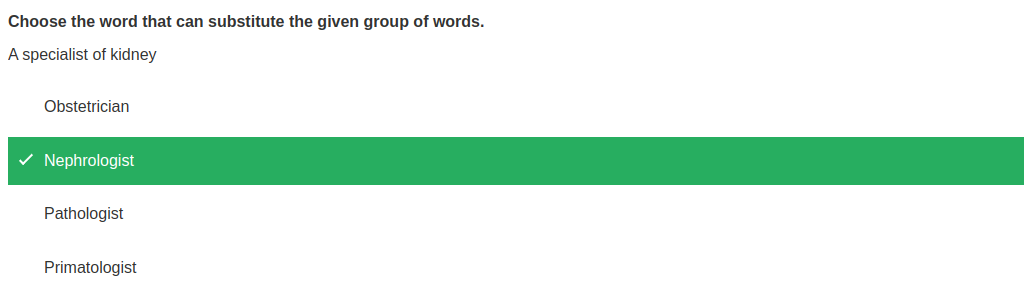 Choose the word that can substitute the given group of words.
A specialist of kidney
Obstetrician
Nephrologist
Pathologist
Primatologist